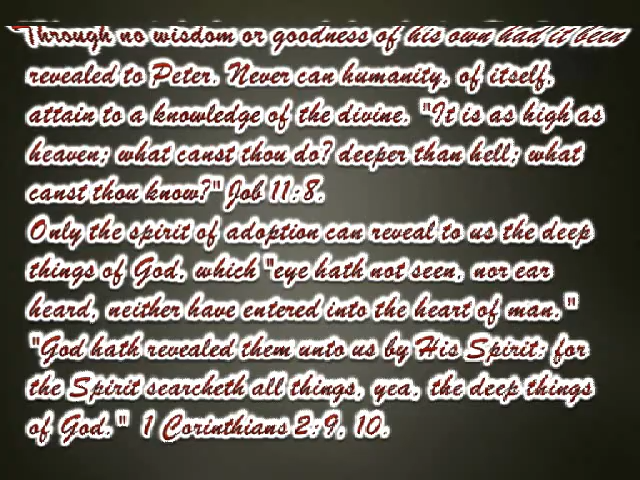 Through no wisdom or goodness of his own had it been
revealed to Peter. Never can humanity, of itself,
attain to a knowledge of the divine. "It is as high as
heaven; what canst thou do? deeper than hell; what
canst thou know?" Job 11:8.
Only the spirit of adoption can reveal to us the deep
things of God, which "eye hath not seen, nor ear
heard, neither have entered into the heart of man."
"God hath revealed them unto us by His Spirit; for
the Spirit searcheth all things, yea, the deep things
of God." 1 Corinthians 2:9, 10.